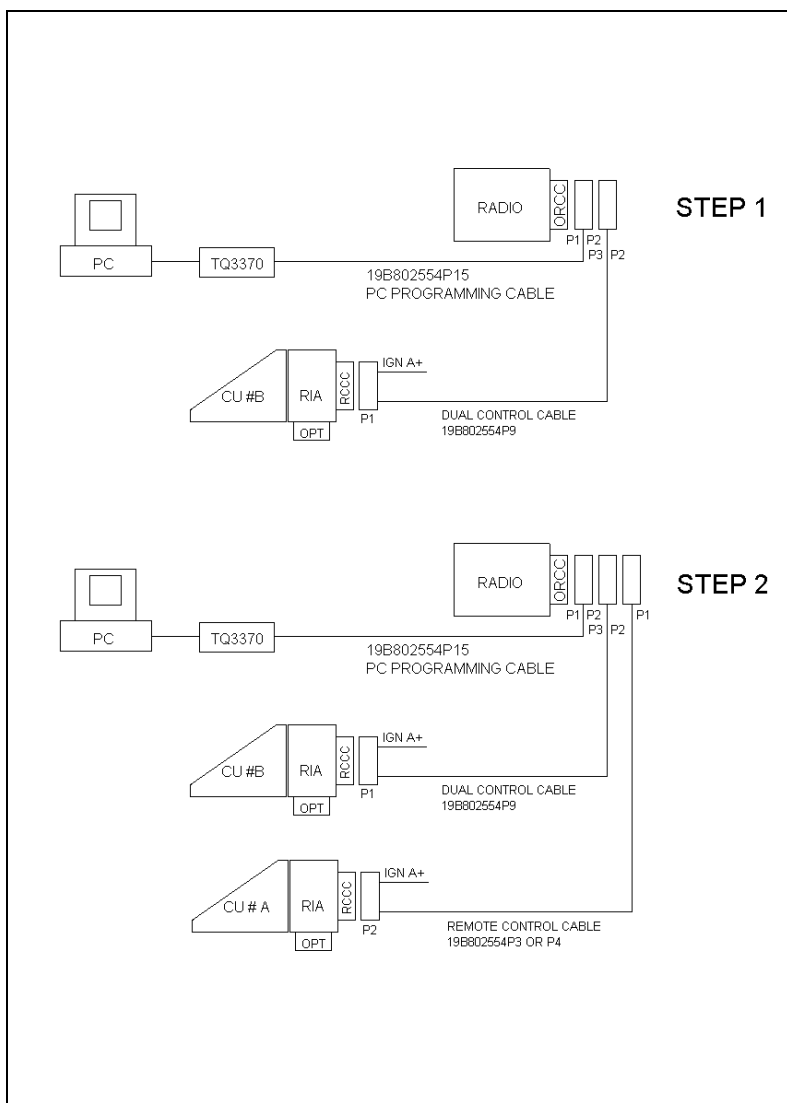 STEP 1
RADIO
ORCC
P1 P2
P3 P2
PC
TQ3370
19B802554P15
PC PROGRAMMING CABLE
CU #B
RIA
RCCC
OPT
IGN A+
P1
DUAL CONTROL CABLE
19B802554P9
STEP 2
RADIO
ORCC
P1 P2 P1
P3 P2
PC
TQ3370
19B802554P15
PC PROGRAMMING CABLE
CU #B
RIA
RCCC
OPT
IGN A+
P1
DUAL CONTROL CABLE
19B802554P9
CU # A
RIA
RCCC
OPT
IGN A+
P2
REMOTE CONTROL CABLE
19B802554P3 OR P4